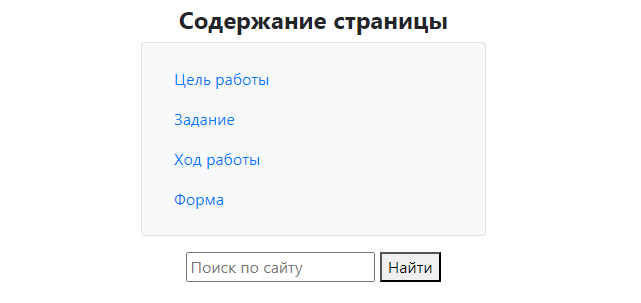 Содержание страницы
Цель работы
Задание
Ход работы
Форма
Поиск по сайту Найти